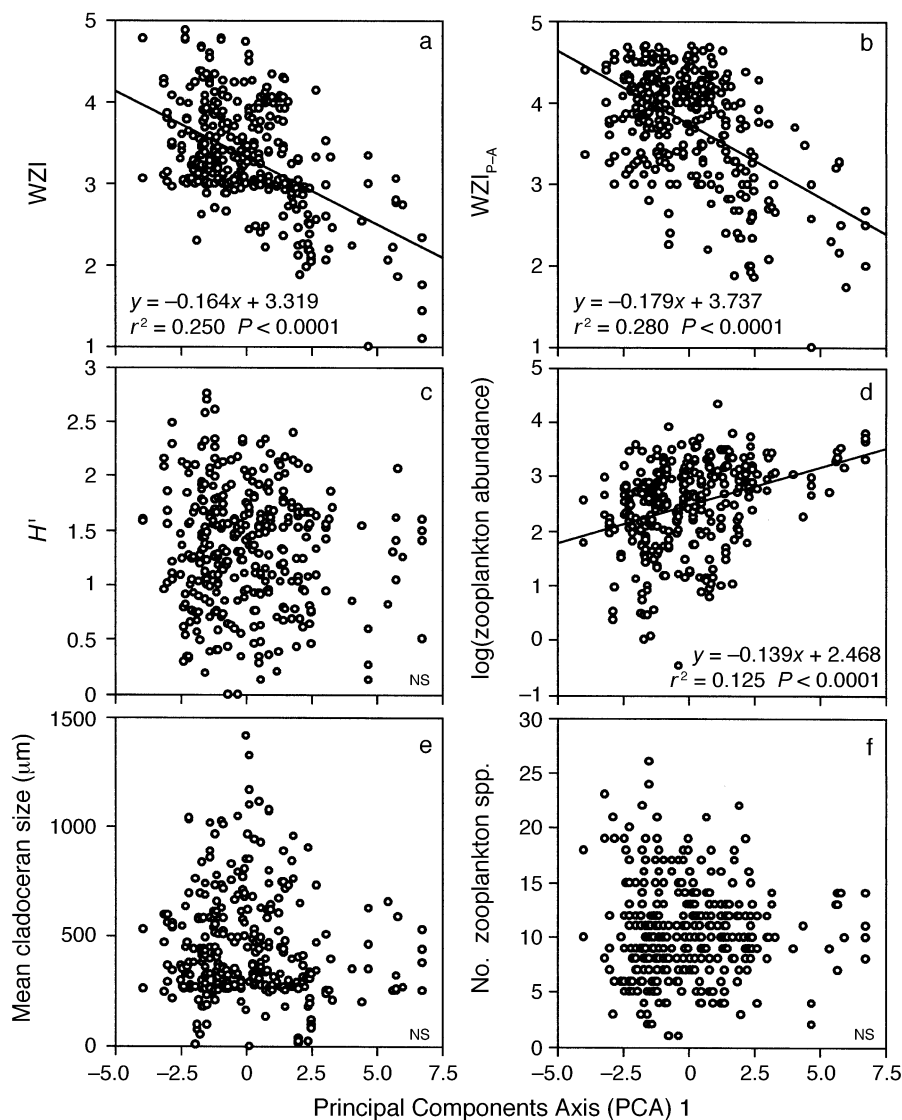 a
5
4
3
2
1
WZI
y = –0.164x + 3.319
r² = 0.250 P < 0.0001
b
5
4
3
2
1
WZI P–A
y = –0.179x + 3.737
r² = 0.280 P < 0.0001
c
3
2.5
2
1.5
1
0.5
0
H'
NS
d
5
4
3
2
1
0
–1
log(zooplankton abundance)
y = –0.139x + 2.468
r² = 0.125 P < 0.0001
e
1500
1000
500
0
Mean cladoceran size (μm)
–5.0 –2.5 0 2.5 5.0 7.5
f
30
25
20
15
10
5
0
No. zooplankton spp.
NS
–5.0 –2.5 0 2.5 5.0 7.5
Principal Components Axis (PCA) 1